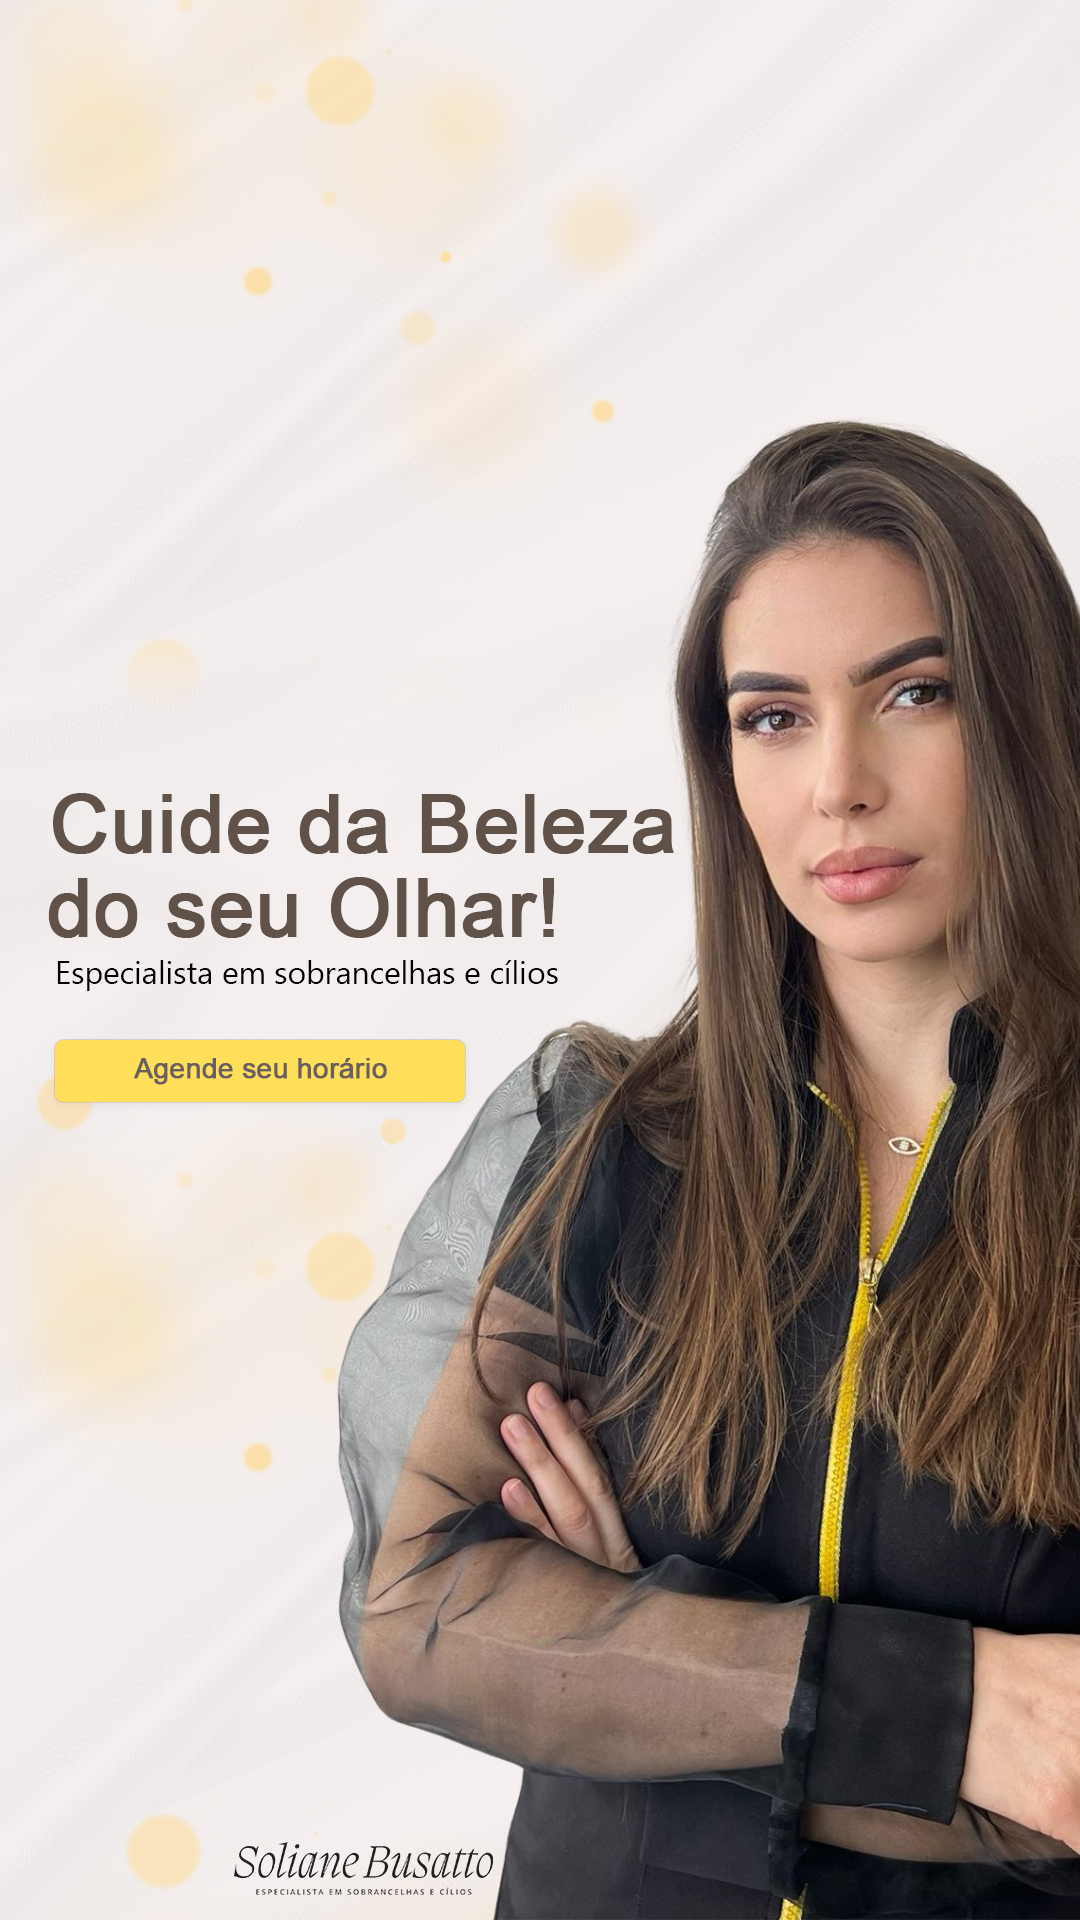 Cuide da Beleza
do seu Olhar!
Especialista em sobrancelhas e cílios
Agende seu horário
Soliane Busatto
ESPECIALISTA EM SOBRANCELHAS E CÍLIOS